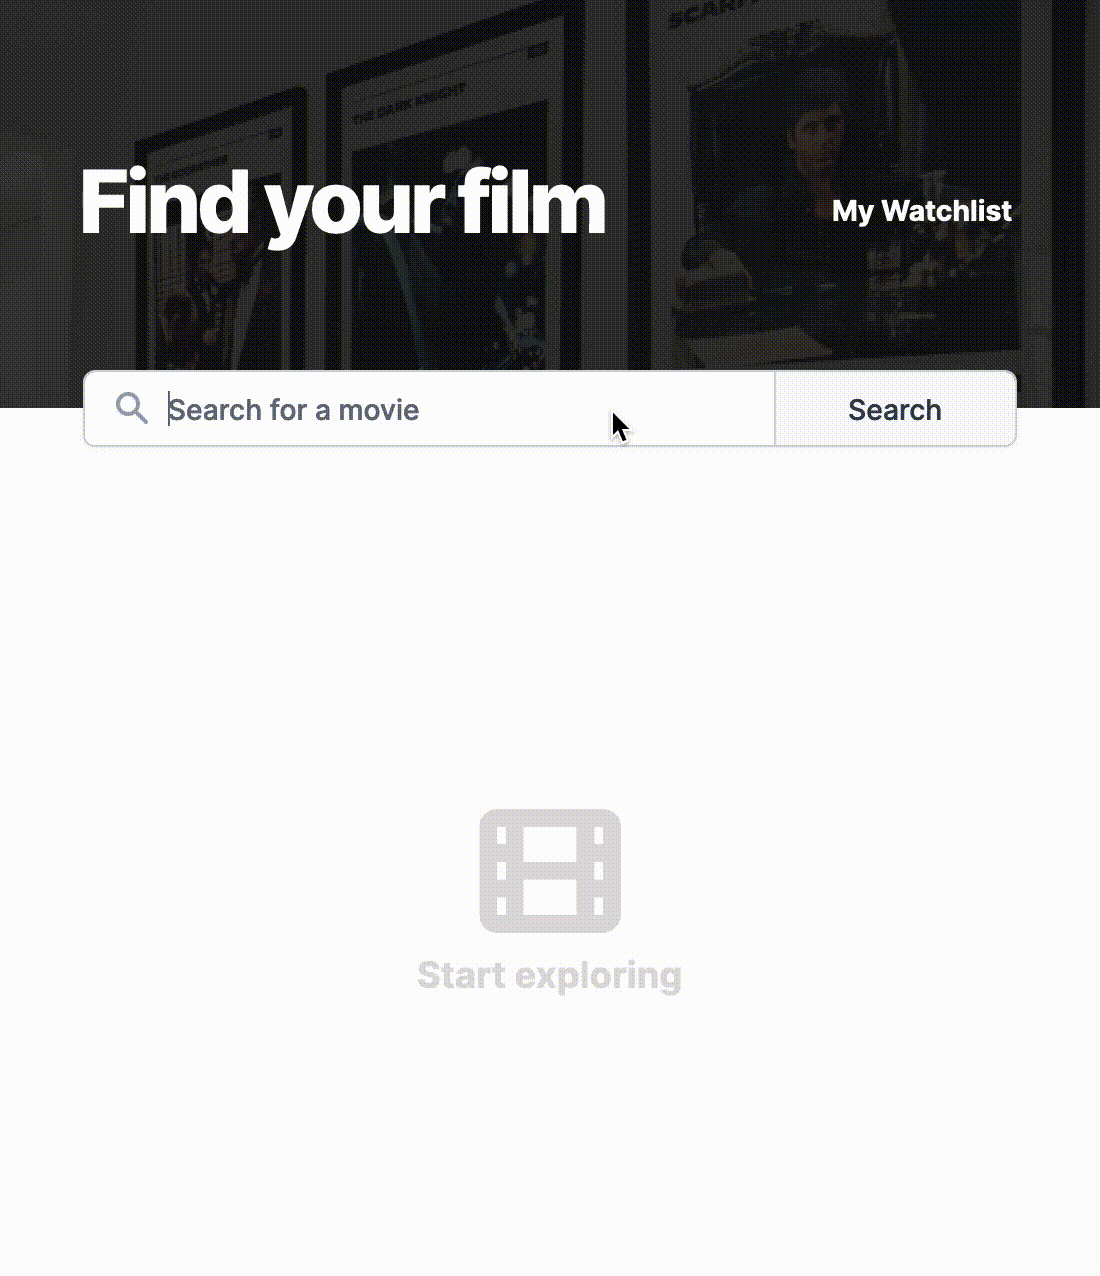 SCARF
THE DARK KNIGHT
Find your film
My Watchlist
Search for a movie
Search
Start exploring